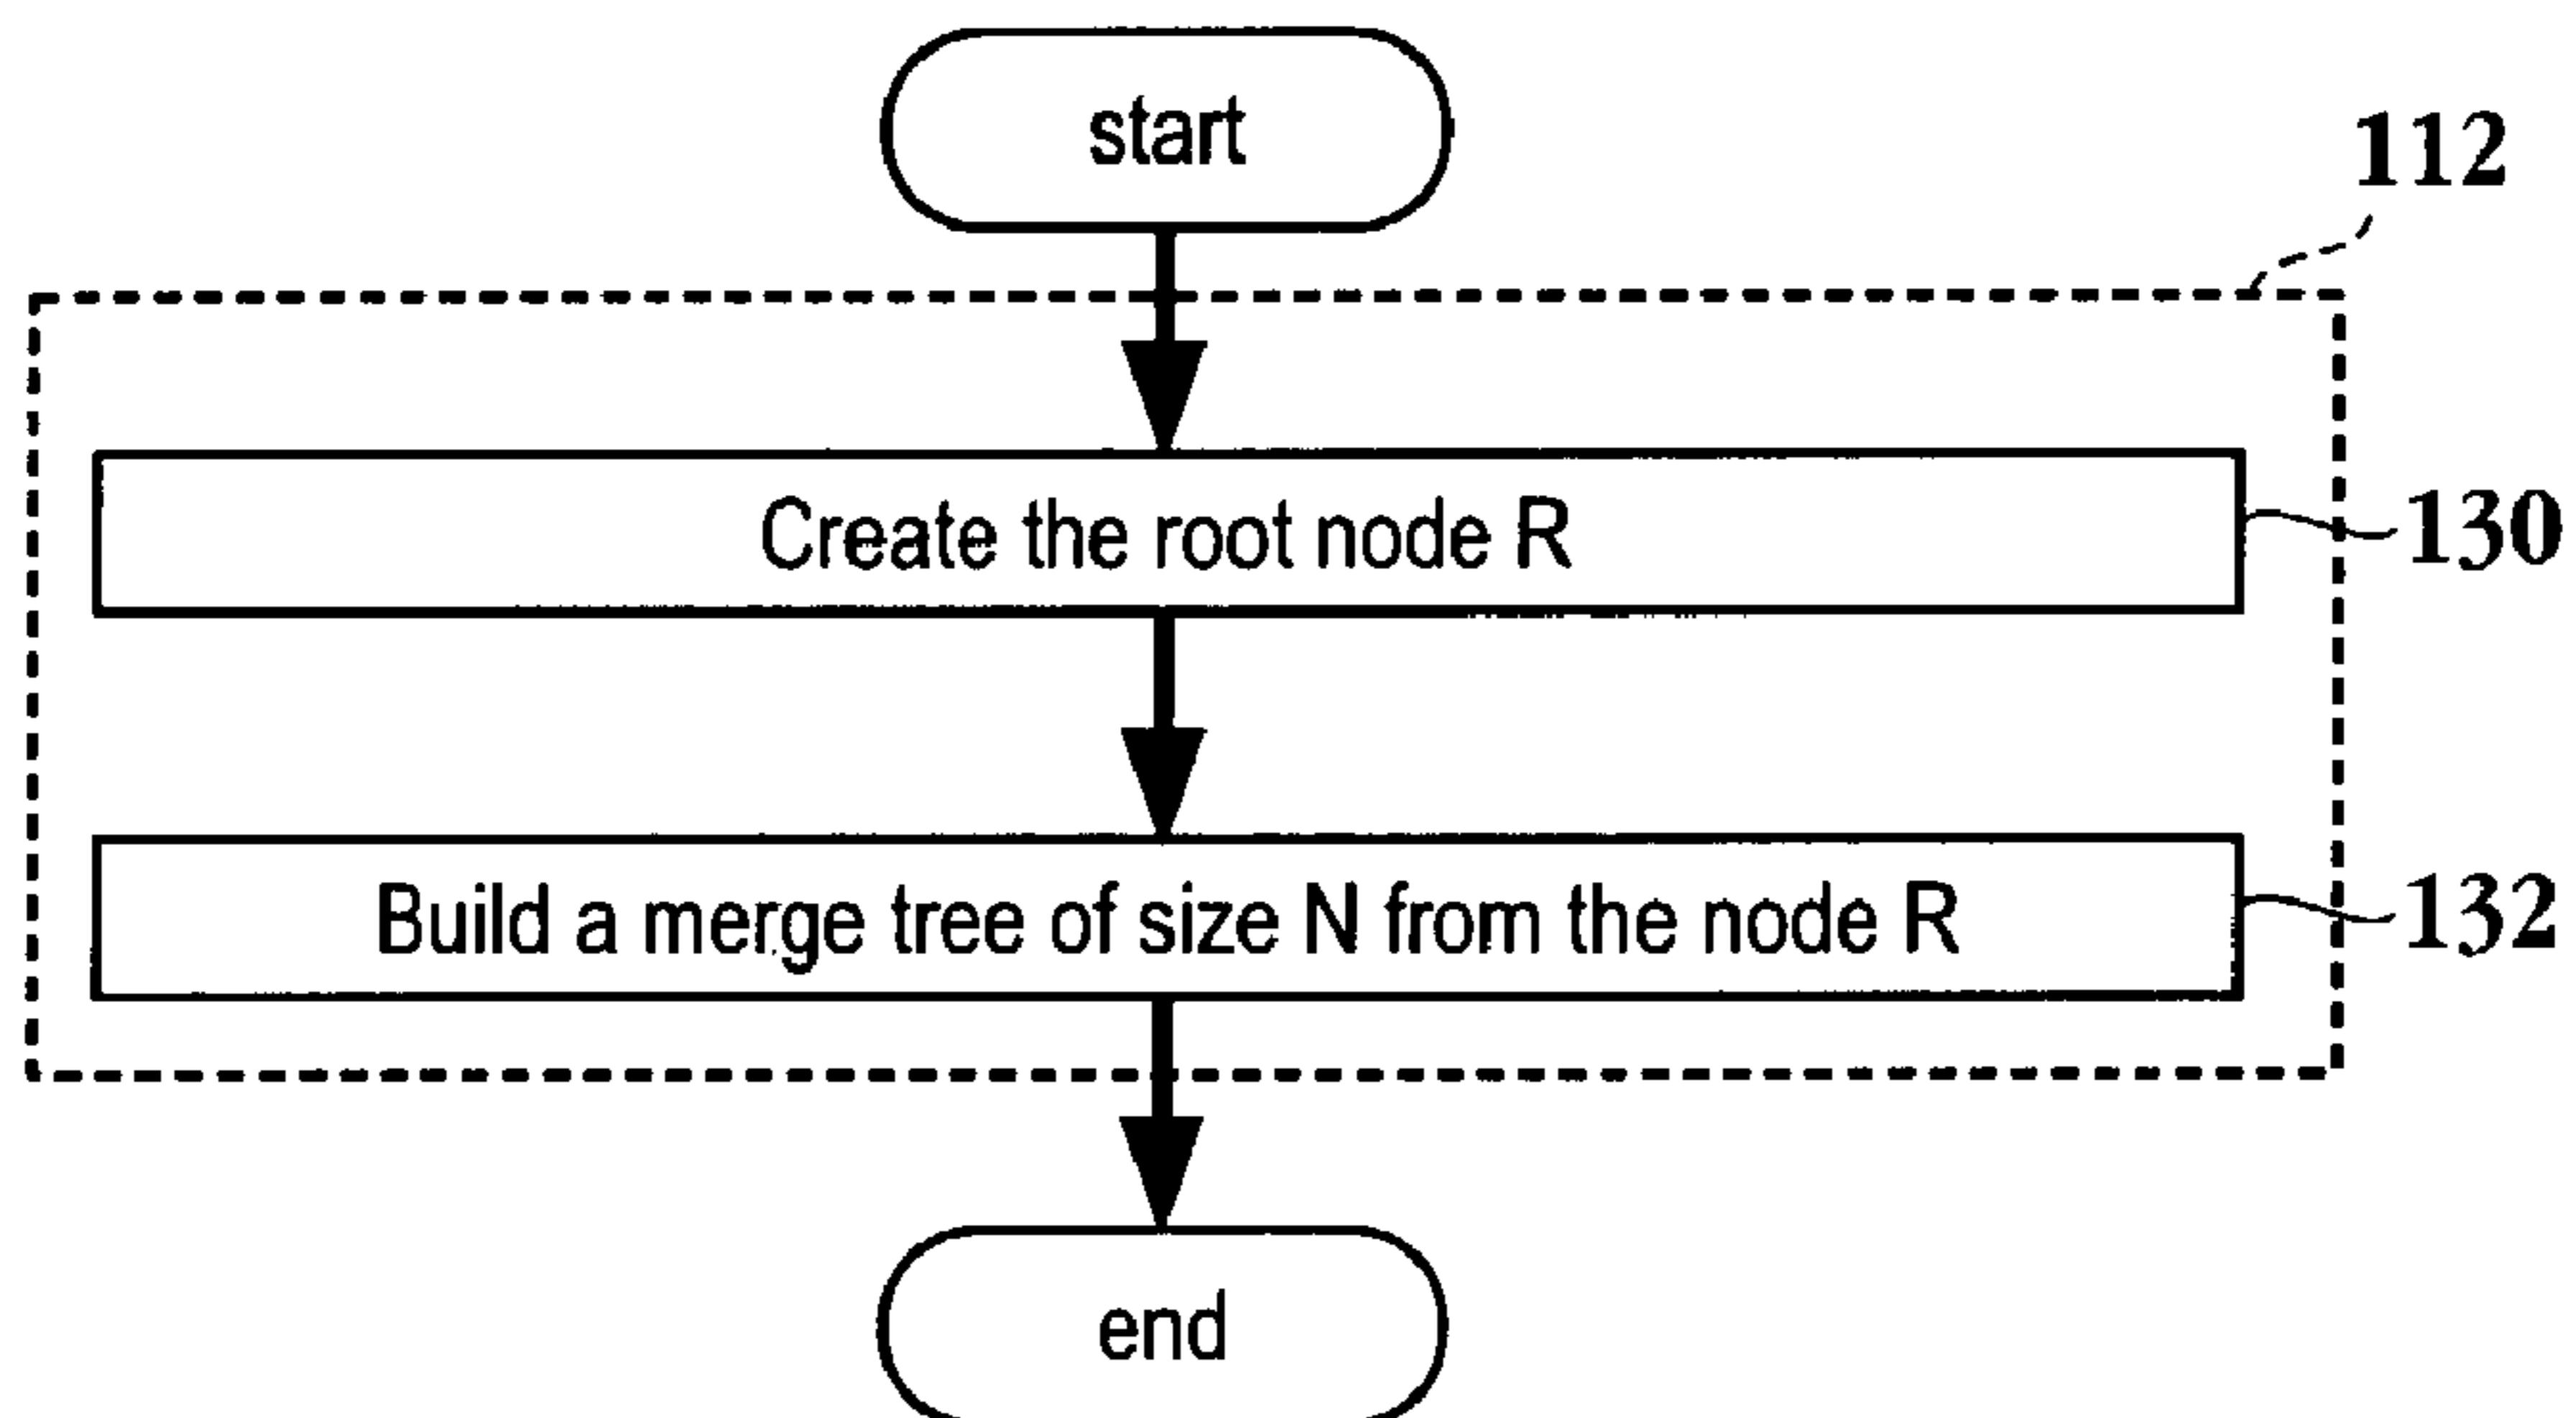 start
112
Create the root node R
130
Build a merge tree of size N from the node R
132
end